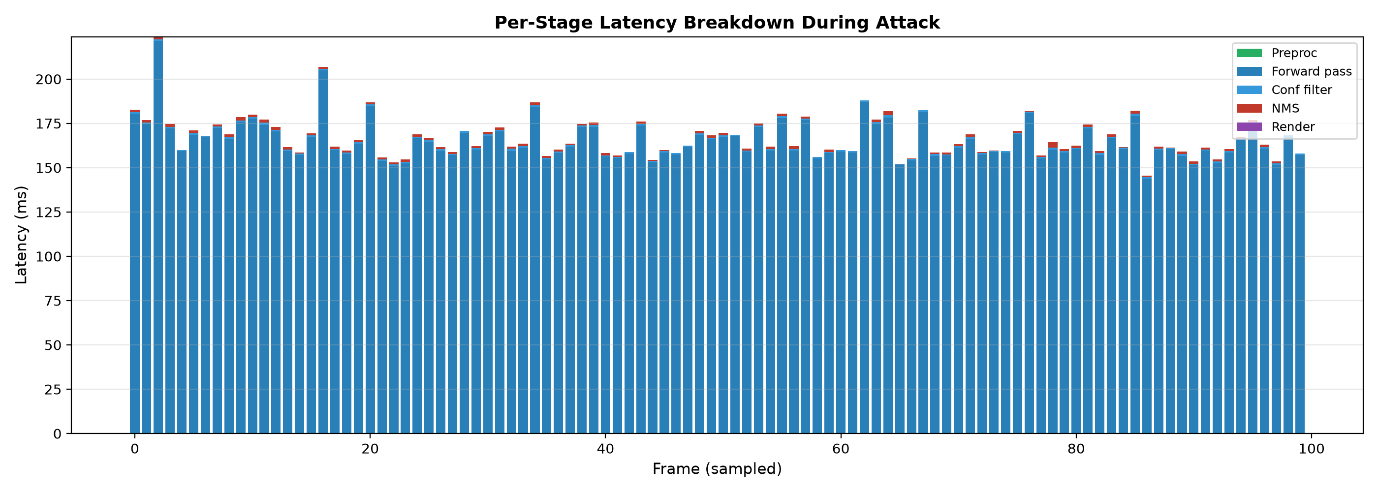 Per-Stage Latency Breakdown During Attack
Preproc
Forward pass
Conf filter
NMS
Render
Latency (ms)
200
175
150
125
100
75
50
25
0
0 20 40 60 80 100
Frame (sampled)